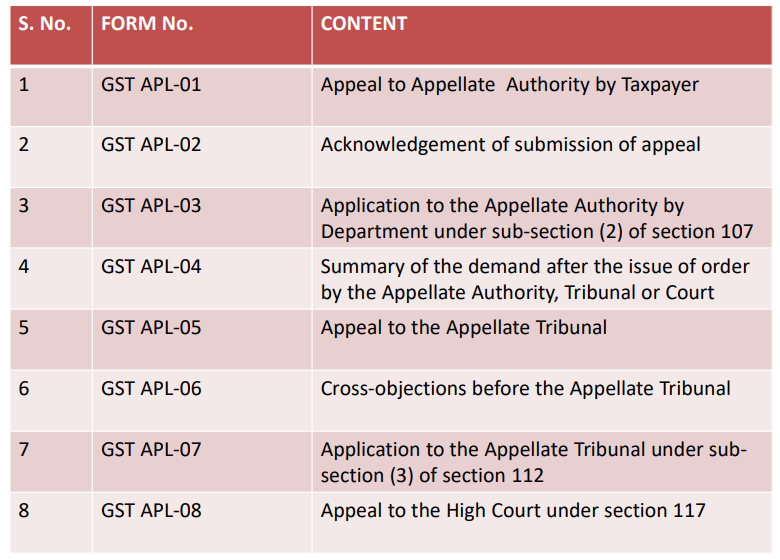 S. No. FORM No. CONTENT
1 GST APL-01 Appeal to Appellate Authority by Taxpayer
2 GST APL-02 Acknowledgement of submission of appeal
3 GST APL-03 Application to the Appellate Authority by
Department under sub-section (2) of section 107
4 GST APL-04 Summary of the demand after the issue of order
by the Appellate Authority, Tribunal or Court
5 GST APL-05 Appeal to the Appellate Tribunal
6 GST APL-06 Cross-objections before the Appellate Tribunal
7 GST APL-07 Application to the Appellate Tribunal under sub-
section (3) of section 112
8 GST APL-08 Appeal to the High Court under section 117